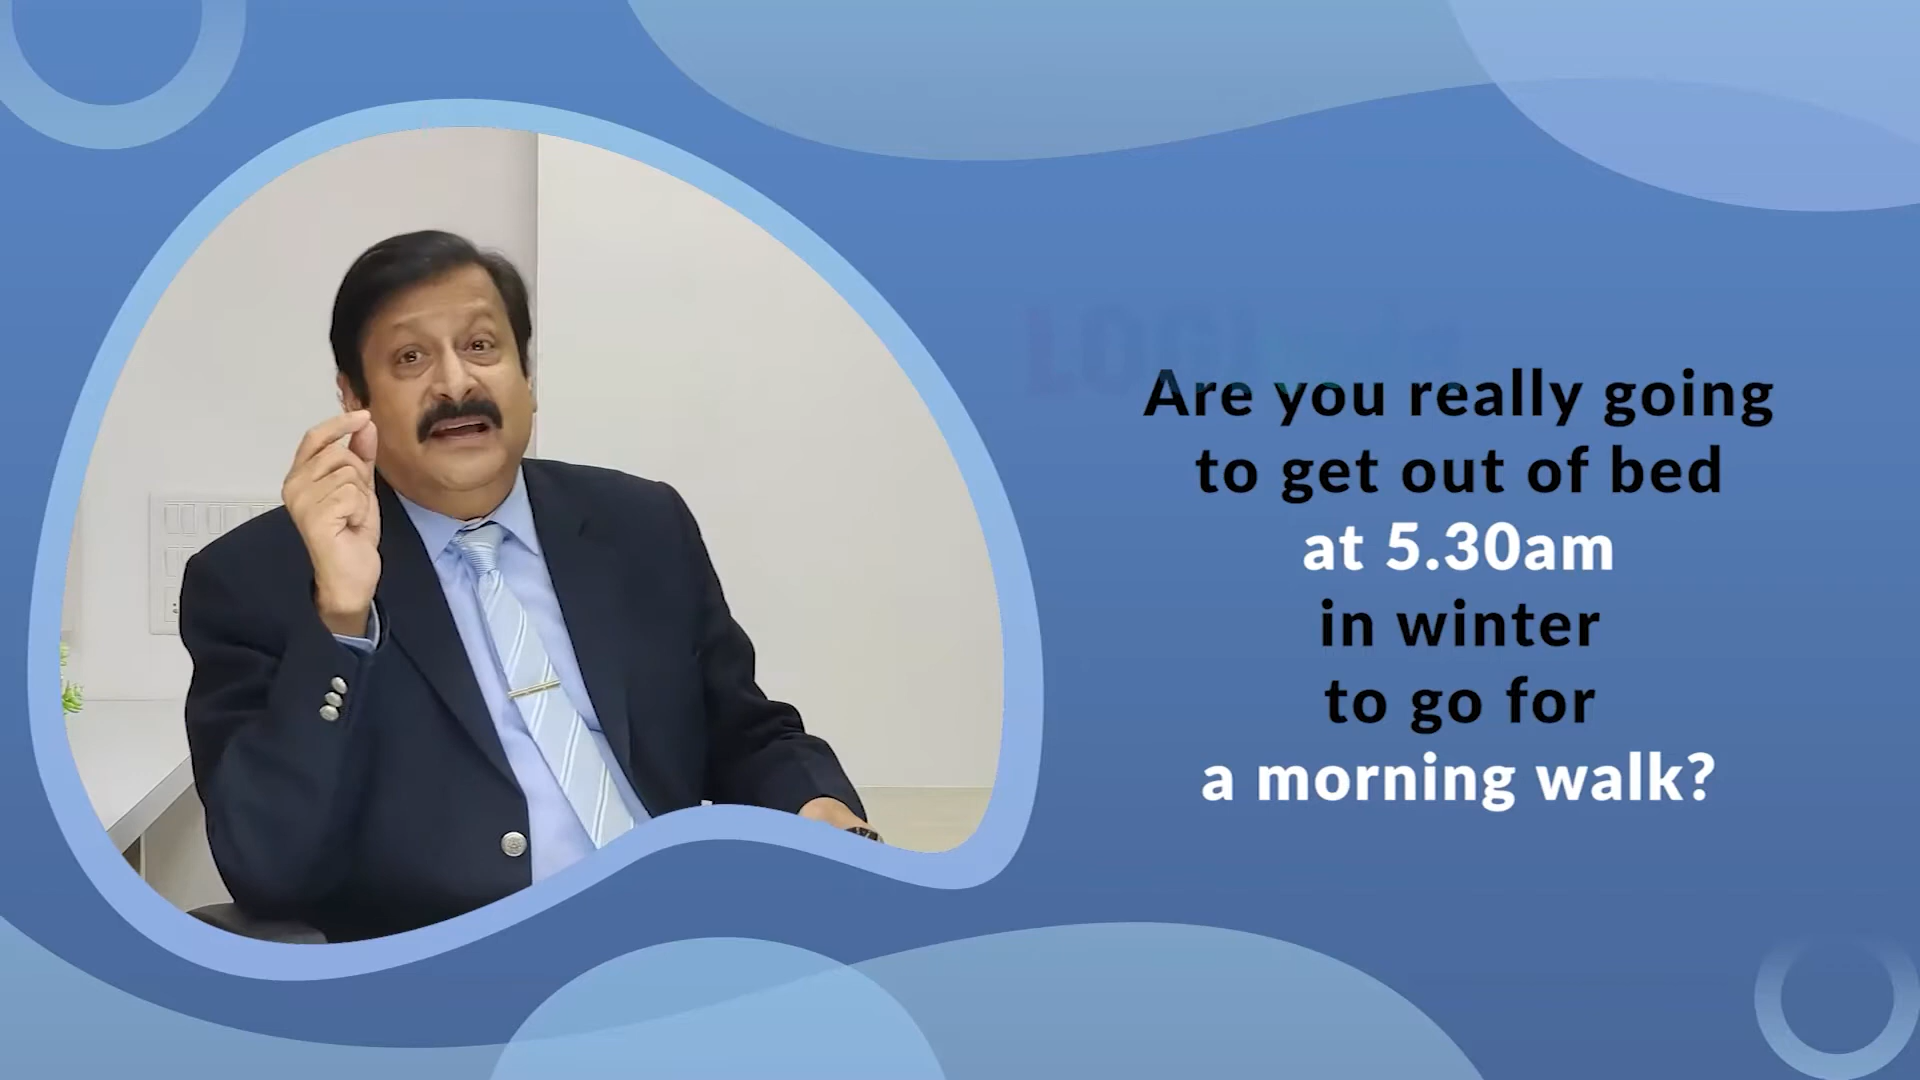 Are you really going
to get out of bed
at 5.30am
in winter
to go for
a morning walk?